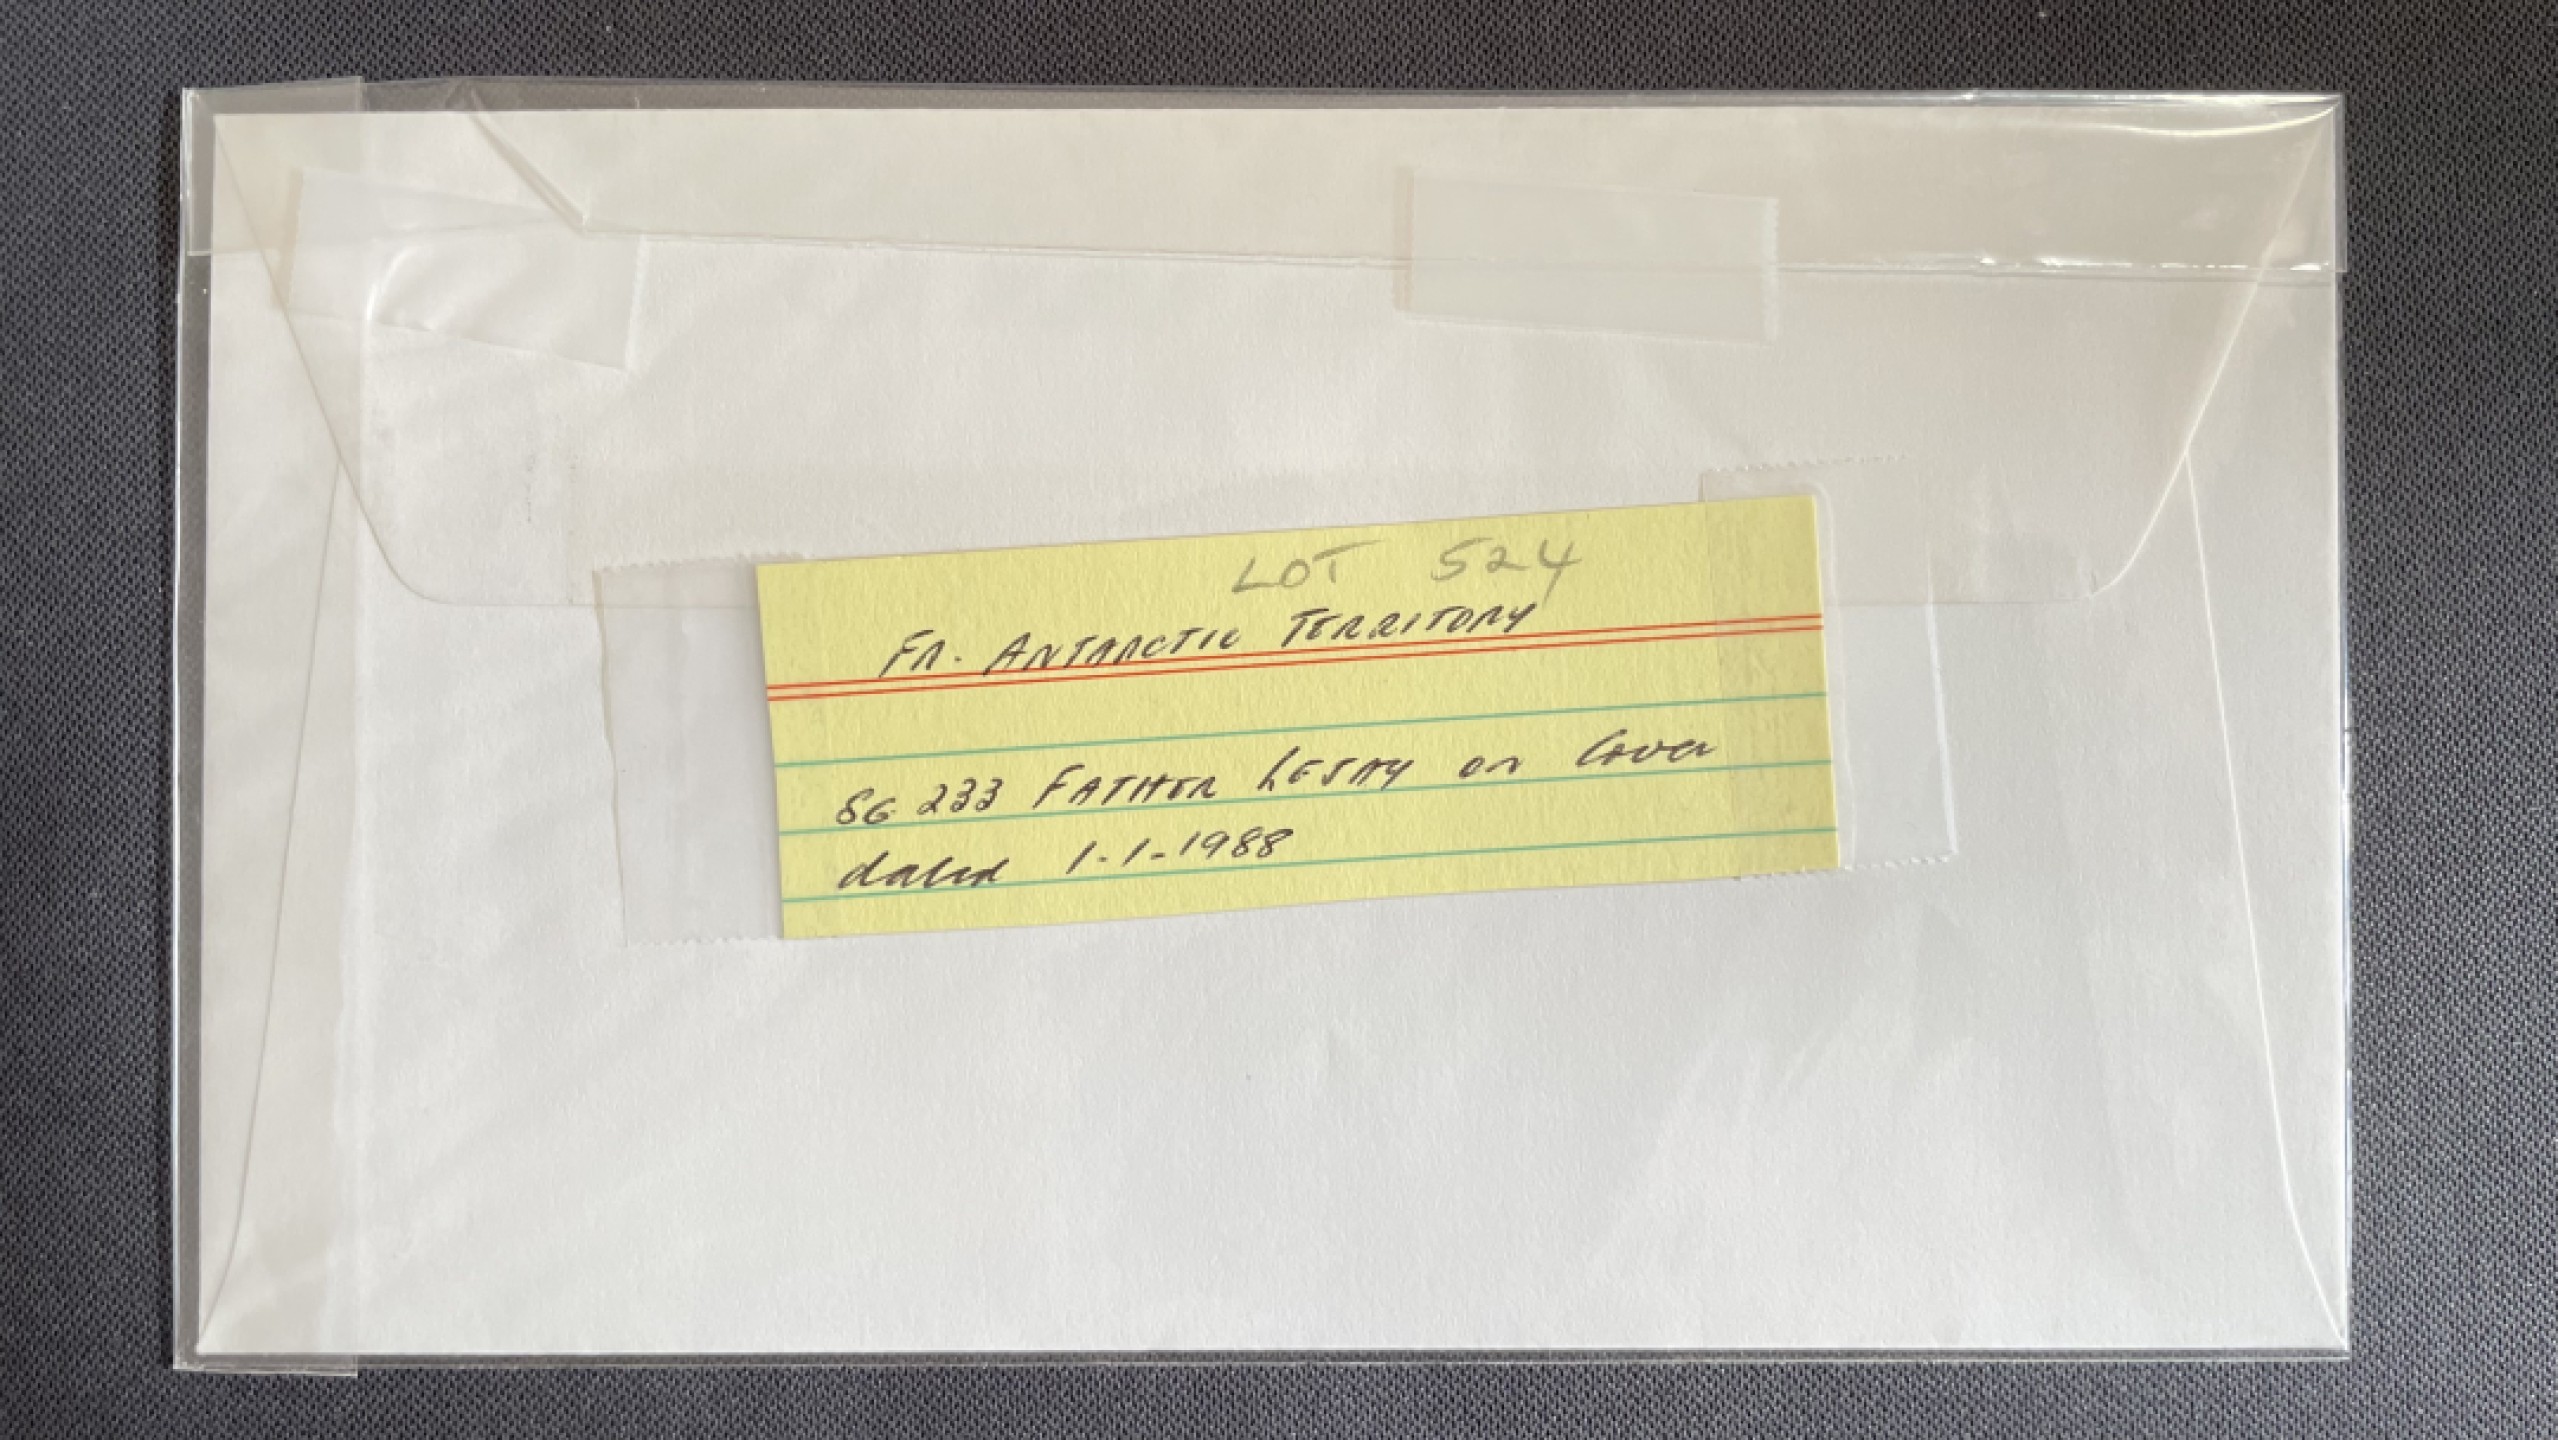 LOT 524
FR. ANTARCTIC TERRITORY
SG 233 FATHER LEJAY on Cover
dated 1-1-1988